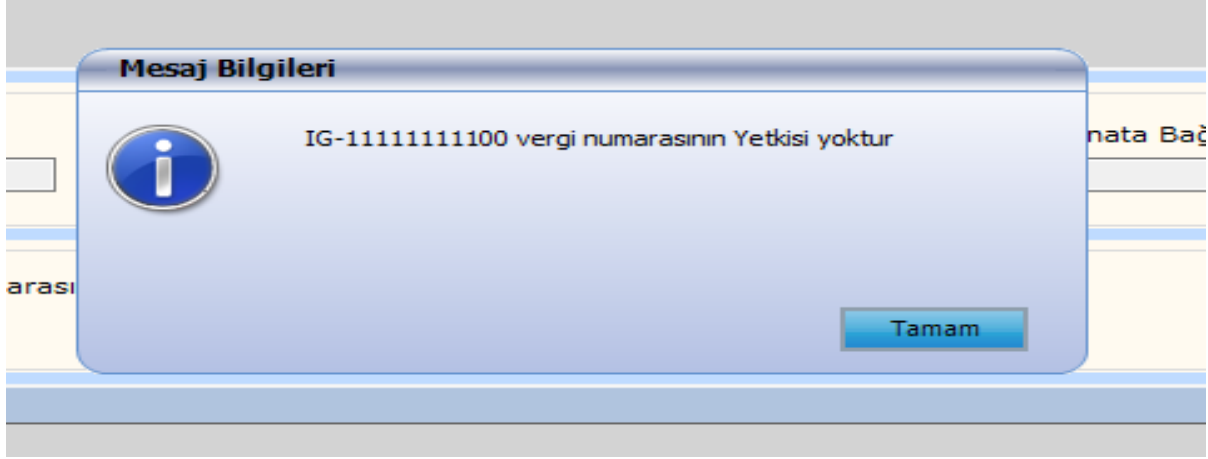 Mesaj Bilgileri
IG-11111111100 vergi numarasının Yetkisi yoktur
nata Bağ
arası
Tamam